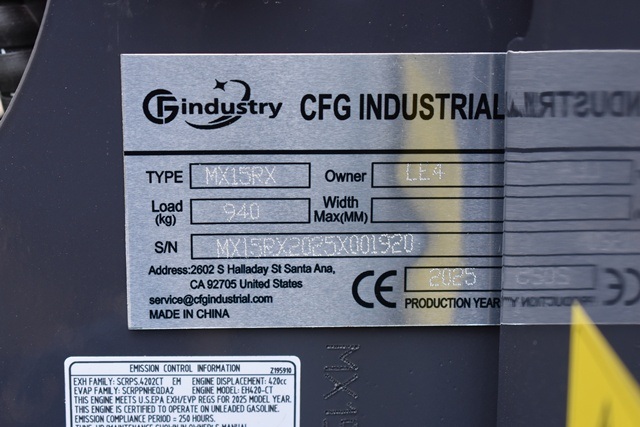 CFG industry CFG INDUSTRIAL
TYPE MX15RX Owner LE4
Load (kg) 940 Width Max(MM)
S/N MX15RX2025X001920
Address:2602 S Halladay St Santa Ana,
CA 92705 United States
service@cfgindustrial.com
MADE IN CHINA
CE 2025
PRODUCTION YEAR
EMISSION CONTROL INFORMATION Z195910
EXH FAMILY: SCRPS.4202CT EM ENGINE DISPLACEMENT: 420cc
EVAP FAMILY: SCRPPNHEQDA2 ENGINE MODEL: EH420-CT
THIS ENGINE MEETS U.S.EPA EXH/EVP REGS FOR 2025 MODEL YEAR.
THIS ENGINE IS CERTIFIED TO OPERATE ON UNLEADED GASOLINE.
EMISSION COMPLIANCE PERIOD = 250 HOURS.
MX15